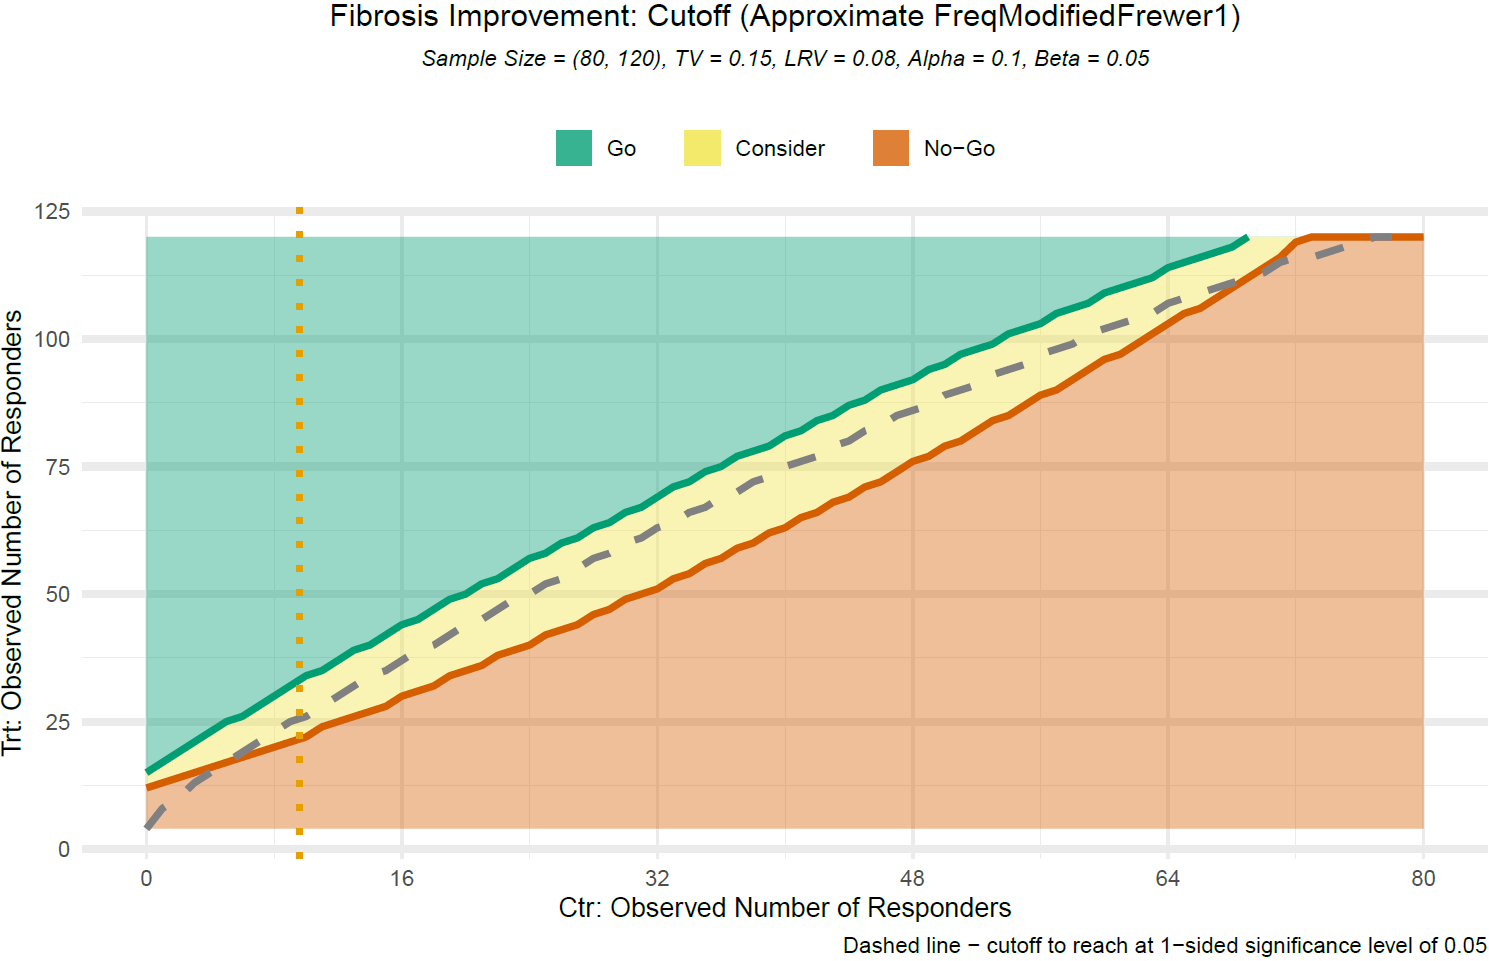 Fibrosis Improvement: Cutoff (Approximate FreqModifiedFrewer1)
Sample Size = (80, 120), TV = 0.15, LRV = 0.08, Alpha = 0.1, Beta = 0.05
Go Consider No−Go
125
100
75
50
25
0
Trt: Observed Number of Responders
0 16 32 48 64 80
Ctr: Observed Number of Responders
Dashed line − cutoff to reach at 1−sided significance level of 0.05